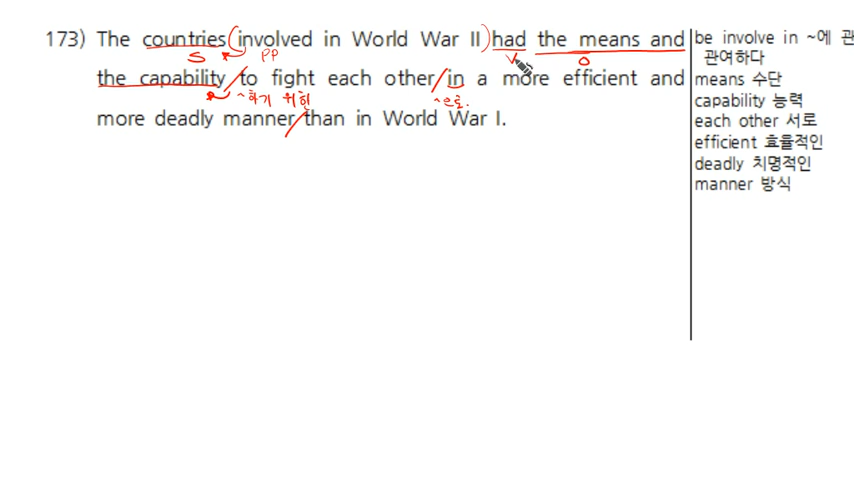 173) The countries (involved in World War II) had the means and
S PP V O
the capability / to fight each other / in a more efficient and
~하기 위한 ~으로.
more deadly manner / than in World War I.
be involve in ~에 관
관여하다
means 수단
capability 능력
each other 서로
efficient 효율적인
deadly 치명적인
manner 방식